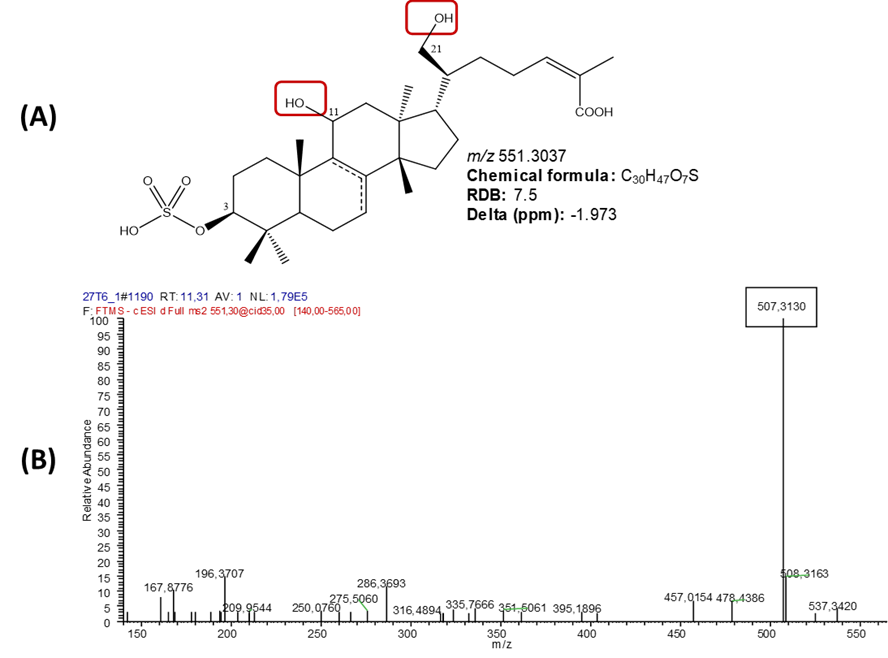 (A)
OH
21
HO
11
COOH
O O
S
HO
O
3
m/z 551.3037
Chemical formula: C30H47O7S
RDB: 7.5
Delta (ppm): -1.973
(B)
27T6_1#1190 RT: 11,31 AV: 1 NL: 1,79E5
F: FTMS - c ESI d Full ms2 551,30@cid35,00 [140,00-565,00]
507,3130
100
95
90
85
80
75
70
65
60
55
50
45
40
35
30
25
20
15
10
5
0
Relative Abundance
167,8776
196,3707
209,9544
250,0760
275,5060
286,3693
316,4894
335,7666
351,5061
395,1896
457,0154
478,4386
508,3163
537,3420
150 200 250 300 350 400 450 500 550
m/z